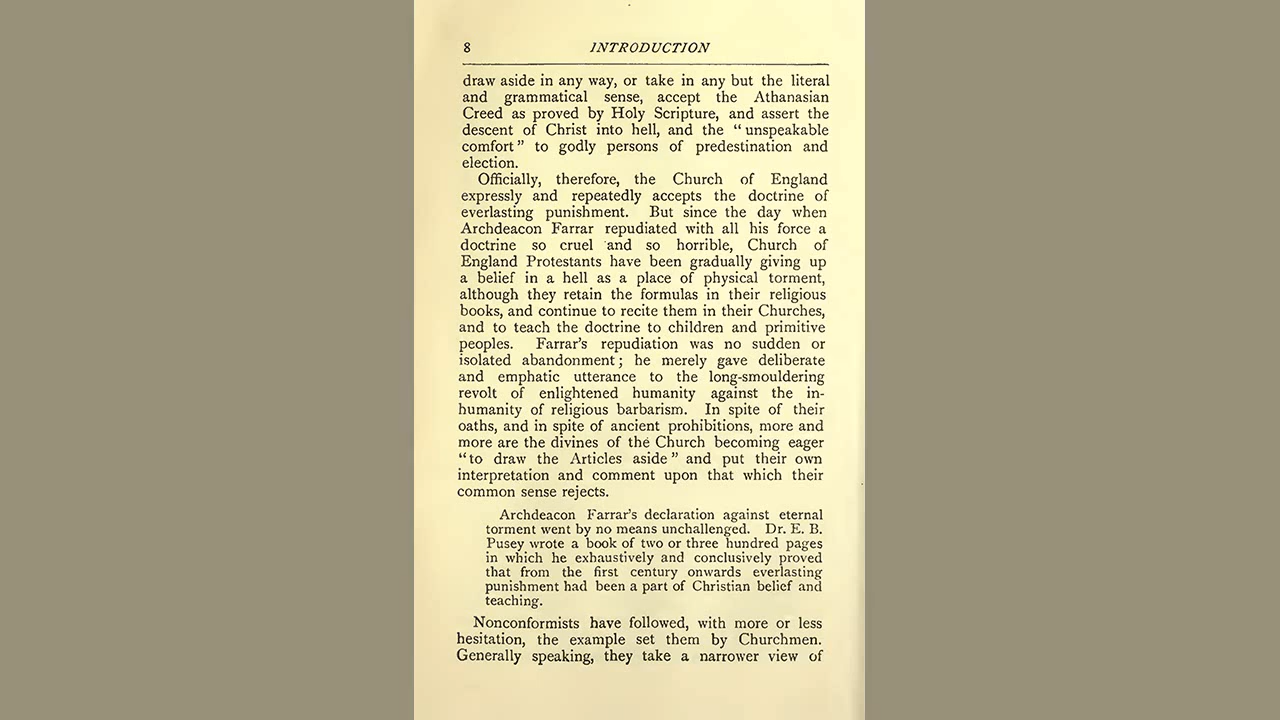 8 INTRODUCTION
draw aside in any way, or take in any but the literal
and grammatical sense, accept the Athanasian
Creed as proved by Holy Scripture, and assert the
descent of Christ into hell, and the “unspeakable
comfort” to godly persons of predestination and
election.
Officially, therefore, the Church of England
expressly and repeatedly accepts the doctrine of
everlasting punishment. But since the day when
Archdeacon Farrar repudiated with all his force a
doctrine so cruel and so horrible, Church of
England Protestants have been gradually giving up
a belief in a hell as a place of physical torment,
although they retain the formulas in their religious
books, and continue to recite them in their Churches,
and to teach the doctrine to children and primitive
peoples. Farrar’s repudiation was no sudden or
isolated abandonment; he merely gave deliberate
and emphatic utterance to the long-smouldering
revolt of enlightened humanity against the in-
humanity of religious barbarism. In spite of their
oaths, and in spite of ancient prohibitions, more and
more are the divines of the Church becoming eager
“to draw the Articles aside” and put their own
interpretation and comment upon that which their
common sense rejects.
Archdeacon Farrar’s declaration against eternal
torment went by no means unchallenged. Dr. E. B.
Pusey wrote a book of two or three hundred pages
in which he exhaustively and conclusively proved
that from the first century onwards everlasting
punishment had been a part of Christian belief and
teaching.
Nonconformists have followed, with more or less
hesitation, the example set them by Churchmen.
Generally speaking, they take a narrower view of